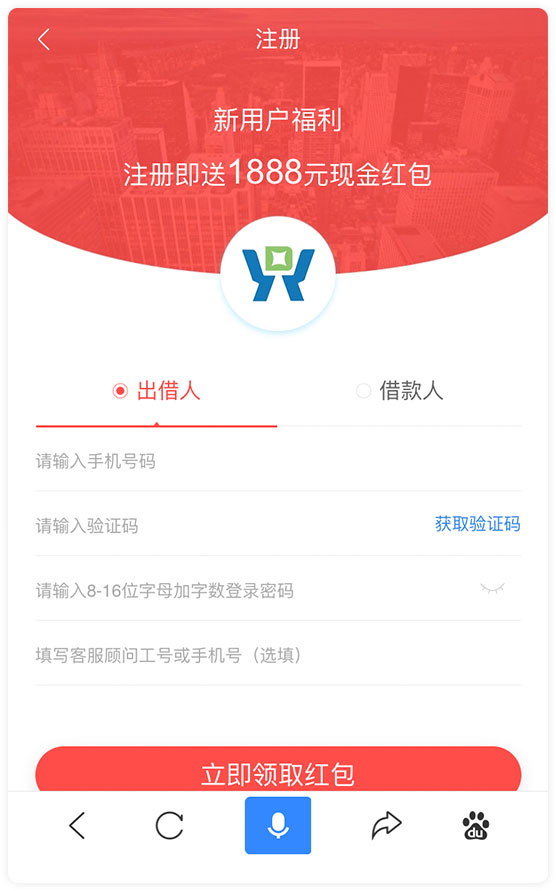 注册
新用户福利
注册即送1888元现金红包
出借人 借款人
请输入手机号码
请输入验证码 获取验证码
请输入8-16位字母加字数登录密码
填写客服顾问工号或手机号（选填）
立即领取红包
du